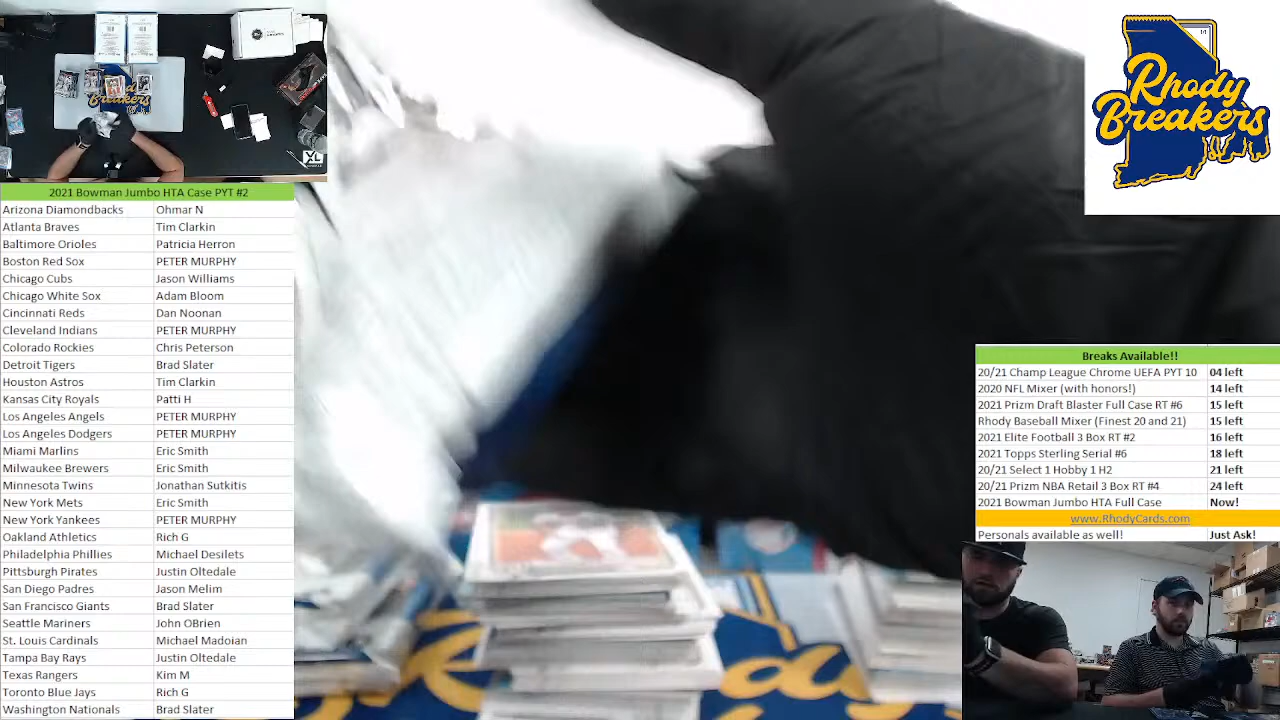 2021 Bowman Jumbo HTA Case PYT #2
Arizona Diamondbacks Ohmar N
Atlanta Braves Tim Clarkin
Baltimore Orioles Patricia Herron
Boston Red Sox PETER MURPHY
Chicago Cubs Jason Williams
Chicago White Sox Adam Bloom
Cincinnati Reds Dan Noonan
Cleveland Indians PETER MURPHY
Colorado Rockies Chris Peterson
Detroit Tigers Brad Slater
Houston Astros Tim Clarkin
Kansas City Royals Patti H
Los Angeles Angels PETER MURPHY
Los Angeles Dodgers PETER MURPHY
Miami Marlins Eric Smith
Milwaukee Brewers Eric Smith
Minnesota Twins Jonathan Sutkitis
New York Mets Eric Smith
New York Yankees PETER MURPHY
Oakland Athletics Rich G
Philadelphia Phillies Michael Desilets
Pittsburgh Pirates Justin Oltedale
San Diego Padres Jason Melim
San Francisco Giants Brad Slater
Seattle Mariners John OBrien
St. Louis Cardinals Michael Madoian
Tampa Bay Rays Justin Oltedale
Texas Rangers Kim M
Toronto Blue Jays Rich G
Washington Nationals Brad Slater
Rhody
Breakers
Breaks Available!!
20/21 Champ League Chrome UEFA PYT 10 04 left
2020 NFL Mixer (with honors!) 14 left
2021 Prizm Draft Blaster Full Case RT #6 15 left
Rhody Baseball Mixer (Finest 20 and 21) 15 left
2021 Elite Football 3 Box RT #2 16 left
2021 Topps Sterling Serial #6 18 left
20/21 Select 1 Hobby 1 H2 21 left
20/21 Prizm NBA Retail 3 Box RT #4 24 left
2021 Bowman Jumbo HTA Full Case Now!
www.RhodyCards.com
Personals available as well! Just Ask!
XL